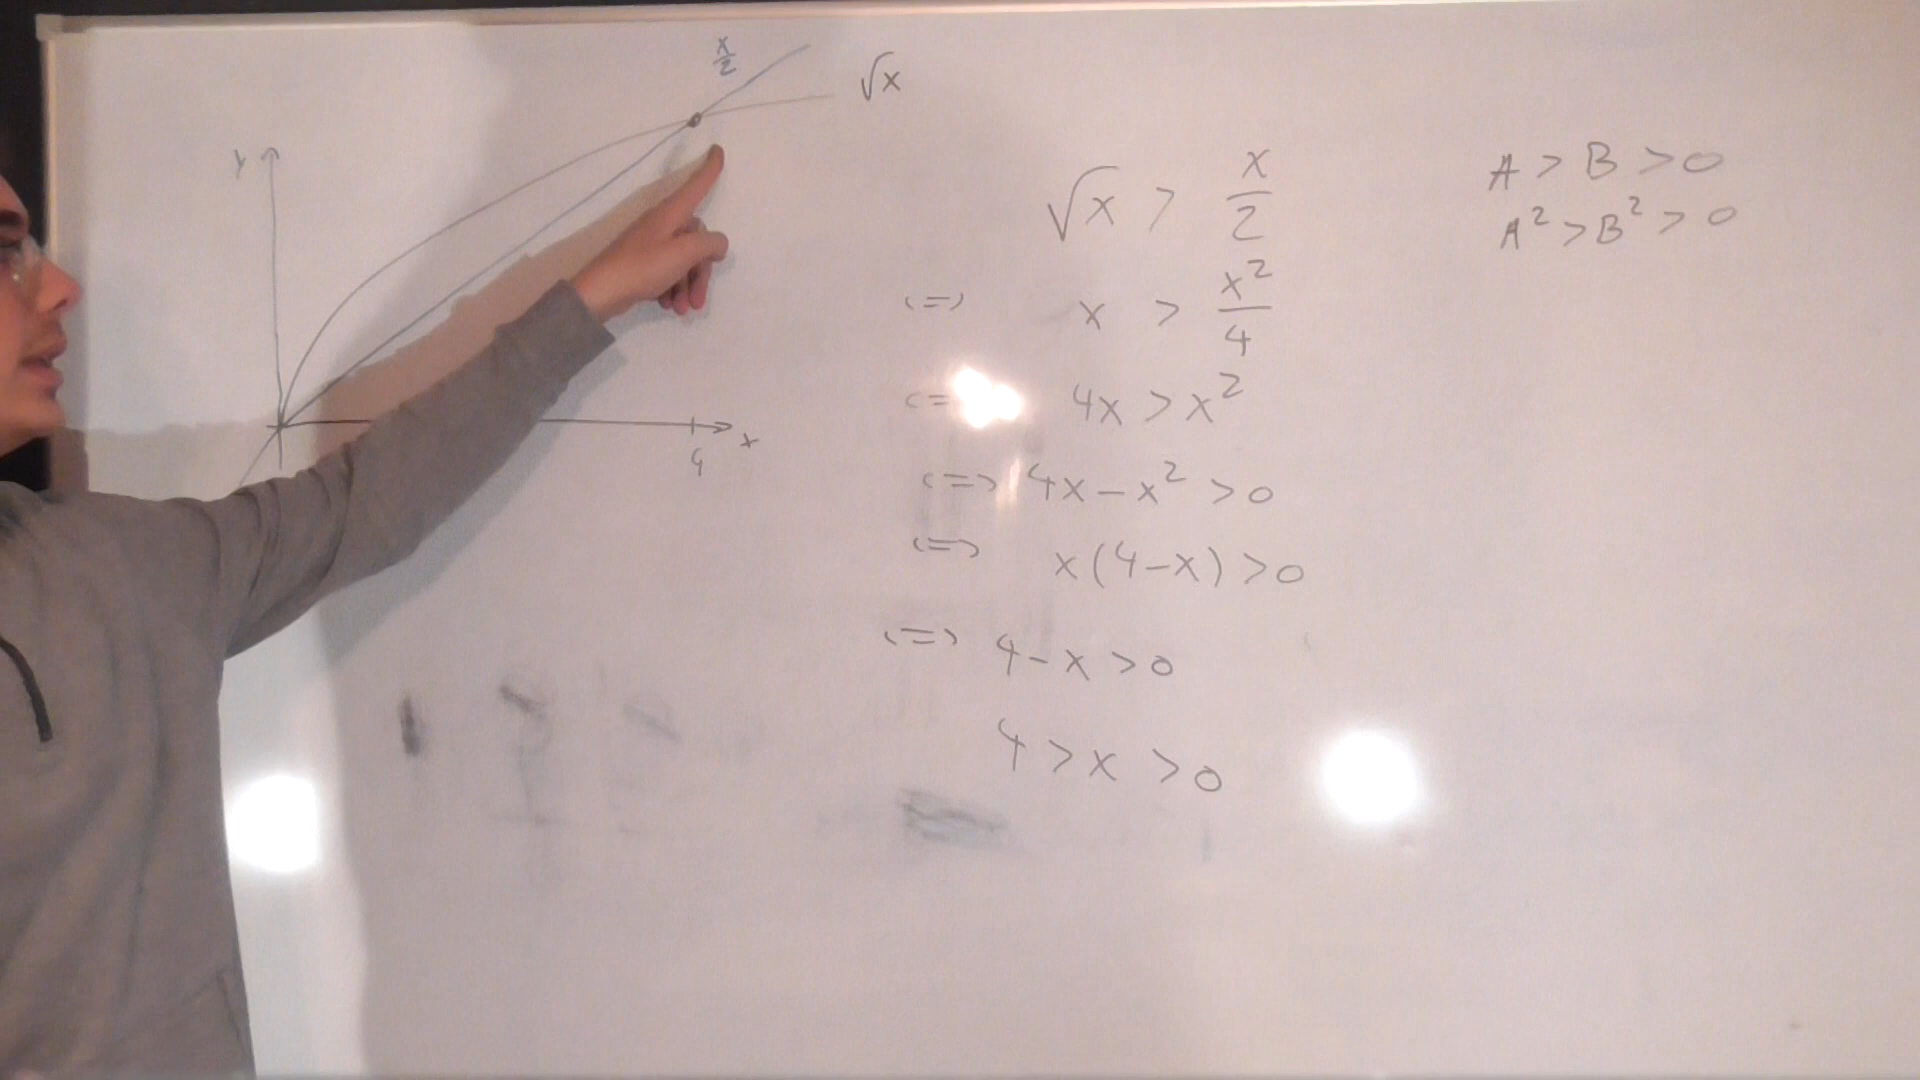 x/2
√x
y
x
4
√x > x/2
(=) x > x²/4
(= 4x > x²
(=) 4x - x² > 0
(=) x(4-x) > 0
(=) 4 - x > 0
4 > x > 0
A > B > 0
A² > B² > 0